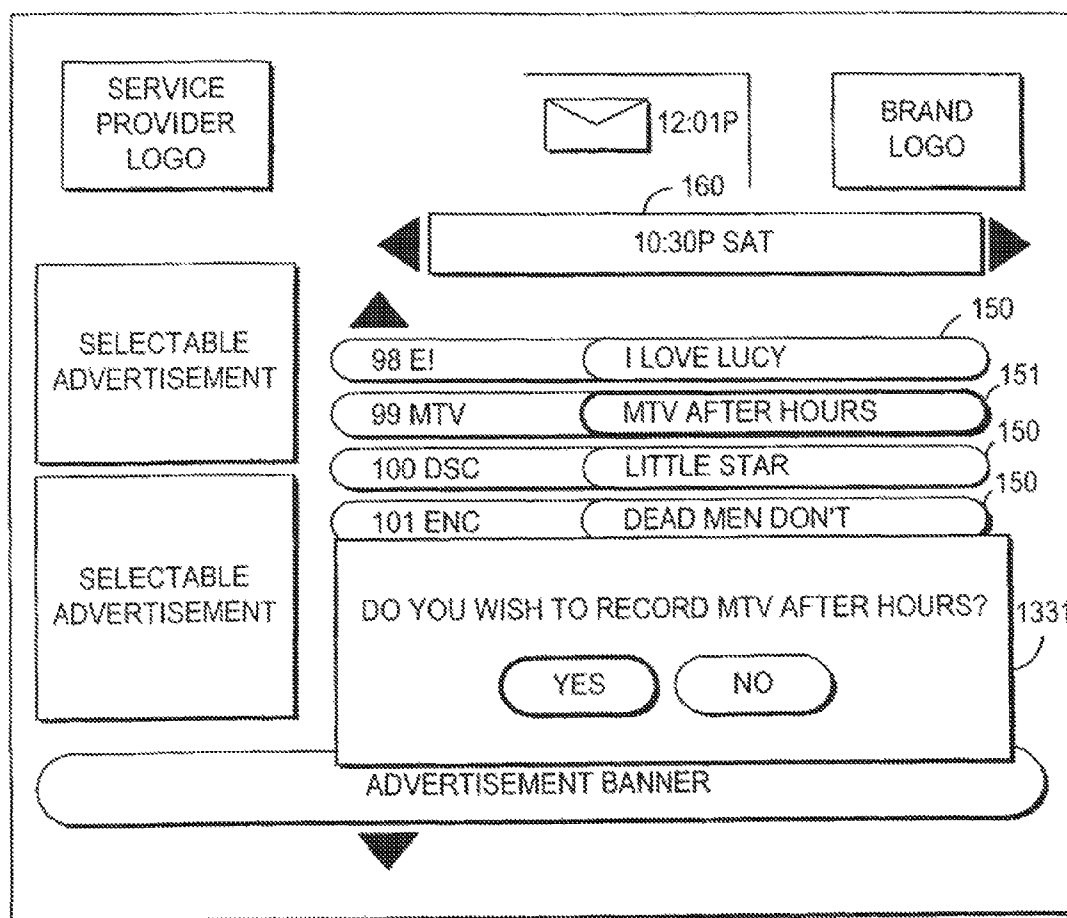 SERVICE
PROVIDER
LOGO
12:01P
BRAND
LOGO
160
10:30P SAT
SELECTABLE
ADVERTISEMENT
150
98 E! I LOVE LUCY
151
99 MTV MTV AFTER HOURS
150
100 DSC LITTLE STAR
150
101 ENC DEAD MEN DON'T
SELECTABLE
ADVERTISEMENT
DO YOU WISH TO RECORD MTV AFTER HOURS?
1331
YES NO
ADVERTISEMENT BANNER